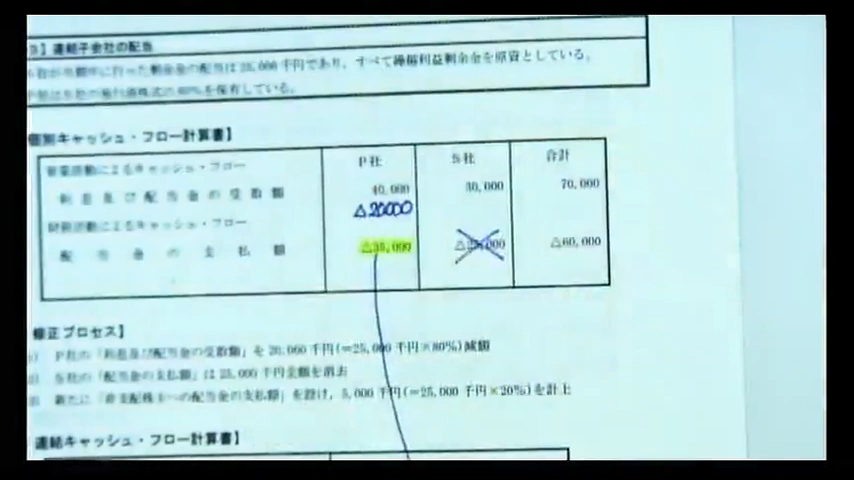 3】連結子会社の配当
S社が当期中に行った剰余金の配当は25,000千円であり、すべて繰越利益剰余金を原資としている。
P社はS社の発行済株式の80%を保有している。
個別キャッシュ・フロー計算書】
P社 S社 合計
営業活動によるキャッシュ・フロー
利息及び配当金の受取額 40,000 30,000 70,000
△20000
財務活動によるキャッシュ・フロー
配当金の支払額 △35,000 △25,000 △60,000
修正プロセス】
P社の「利息及び配当金の受取額」を20,000千円(=25,000千円×80%)減額
S社の「配当金の支払額」は25,000千円全額を消去
新たに「非支配株主への配当金の支払額」を設け、5,000千円(=25,000千円×20%)を計上
連結キャッシュ・フロー計算書】